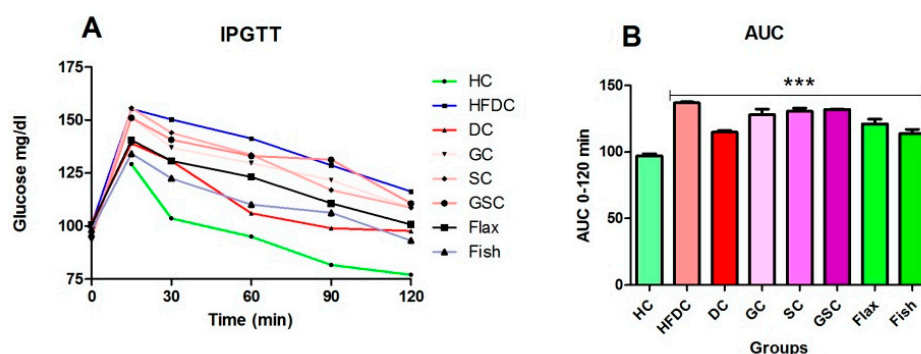 A
IPGTT
175
150
125
100
75
Glucose mg/dl
0
30
60
90
120
Time (min)
HC
HFDC
DC
GC
SC
GSC
Flax
Fish
B
AUC
***
150
100
50
0
AUC 0-120 min
HC
HFDC
DC
GC
SC
GSC
Flax
Fish
Groups